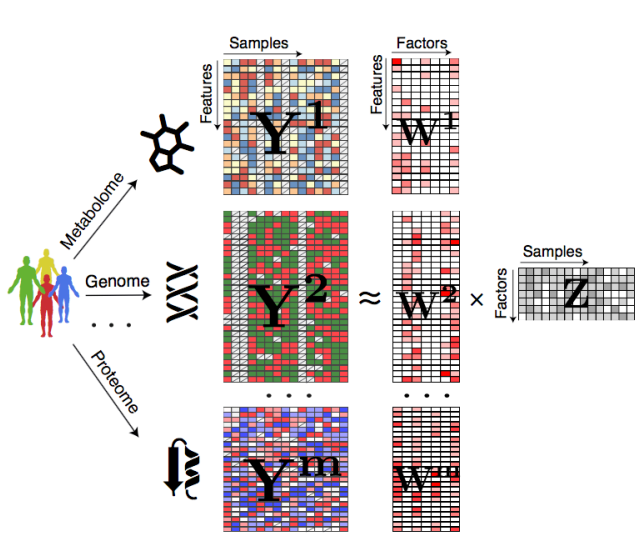 Samples
Factors
Features
Features
Y¹
W¹
Metabolome
Genome
. . .
Proteome
Y²
≈
W²
×
Samples
Factors
Z
. . .
. . .
Yᵐ
Wᵐ